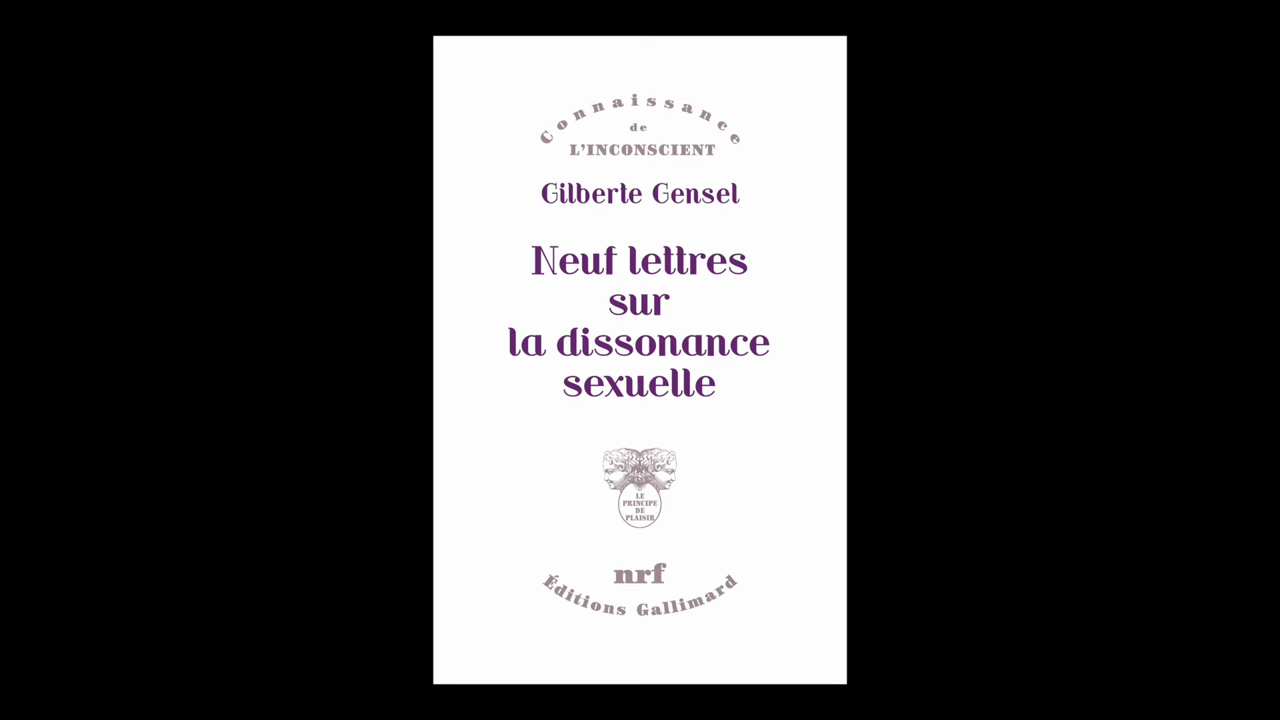 Connaissance
de
L'INCONSCIENT
Gilberte Gensel
Neuf lettres
sur
la dissonance
sexuelle
LE
PRINCIPE
DE
PLAISIR
nrf
Éditions Gallimard